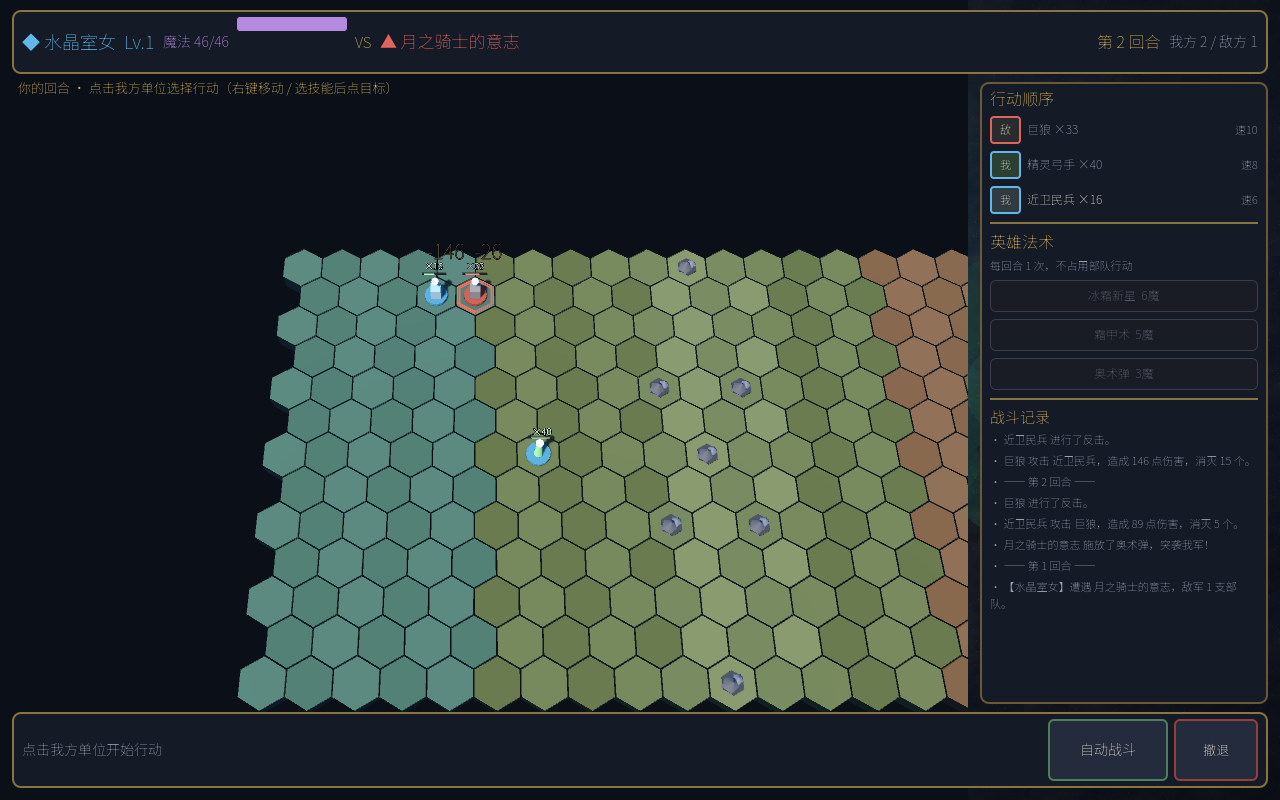 水晶室女 Lv.1 魔法 46/46 VS 月之骑士的意志 第 2 回合 我方 2 / 敌方 1
你的回合 · 点击我方单位选择行动（右键移动 / 选技能后点目标）
行动顺序
敌 巨狼 ×33 速10
我 精灵弓手 ×40 速8
我 近卫民兵 ×16 速6
英雄法术
每回合 1 次，不占用部队行动
冰霜新星 6魔
霜甲术 5魔
奥术弹 3魔
战斗记录
· 近卫民兵 进行了反击。
· 巨狼 攻击 近卫民兵，造成 146 点伤害，消灭 15 个。
· —— 第 2 回合 ——
· 巨狼 进行了反击。
· 近卫民兵 攻击 巨狼，造成 89 点伤害，消灭 5 个。
· 月之骑士的意志 施放了奥术弹，突袭我军！
· —— 第 1 回合 ——
· 【水晶室女】遭遇 月之骑士的意志，敌军 1 支部
队。
×40
点击我方单位开始行动
自动战斗 撤退